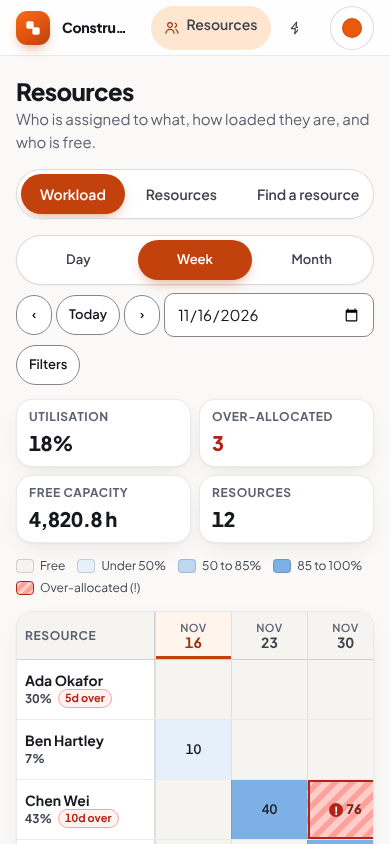 Constru...
Resources
Resources
Who is assigned to what, how loaded they are, and
who is free.
Workload
Resources
Find a resource
Day
Week
Month
‹
Today
›
11/16/2026
Filters
UTILISATION
18%
OVER-ALLOCATED
3
FREE CAPACITY
4,820.8 h
RESOURCES
12
Free
Under 50%
50 to 85%
85 to 100%
Over-allocated (!)
RESOURCE
NOV
16
NOV
23
NOV
30
Ada Okafor
30% 5d over
Ben Hartley
7%
10
Chen Wei
43% 10d over
40
! 76